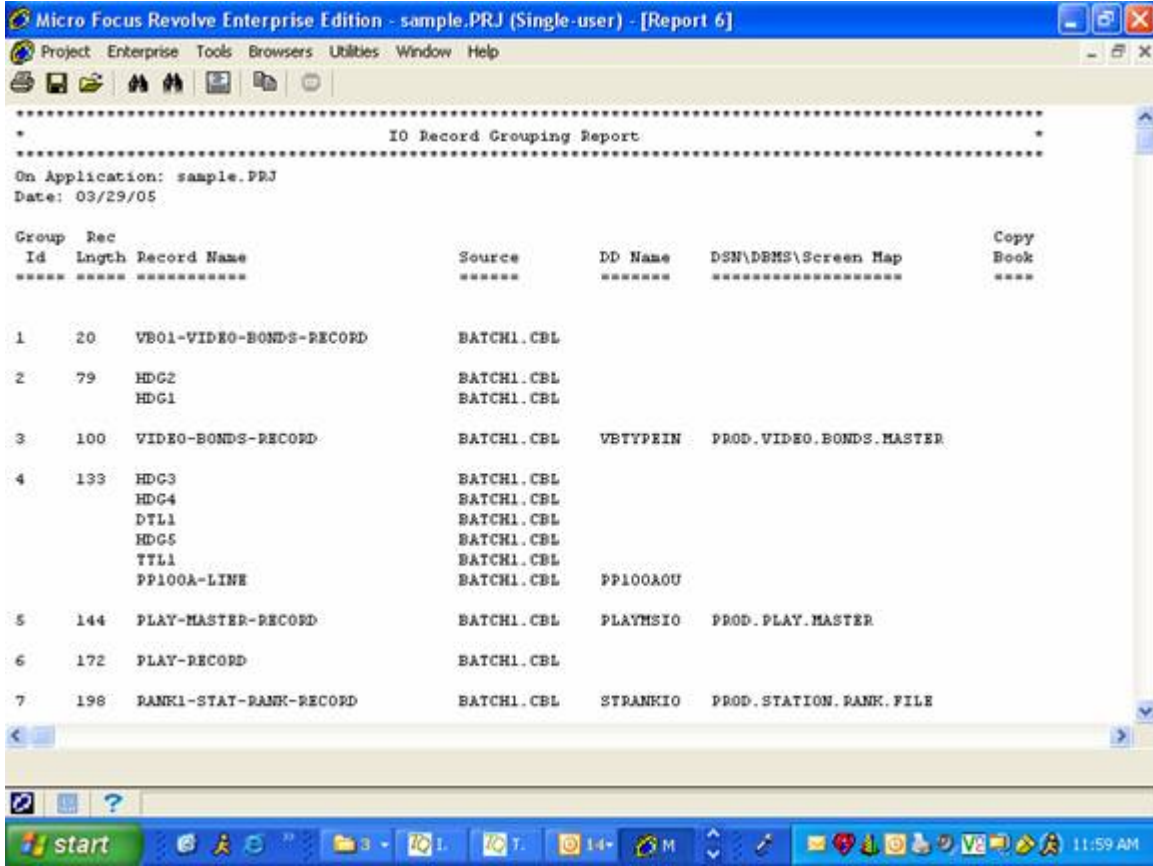 Micro Focus Revolve Enterprise Edition - sample.PRJ (Single-user) - [Report 6]
Project Enterprise Tools Browsers Utilities Window Help
****************************************************************************************************
* IO Record Grouping Report *
****************************************************************************************************
On Application: sample.PRJ
Date: 03/29/05
Group Rec Copy
Id Lngth Record Name Source DD Name DSN\DBMS\Screen Map Book
===== ===== =========== ====== ======= =================== ====
1 20 VB01-VIDEO-BONDS-RECORD BATCH1.CBL
2 79 HDG2 BATCH1.CBL
HDG1 BATCH1.CBL
3 100 VIDEO-BONDS-RECORD BATCH1.CBL VBTYPEIN PROD.VIDEO.BONDS.MASTER
4 133 HDG3 BATCH1.CBL
HDG4 BATCH1.CBL
DTL1 BATCH1.CBL
HDG5 BATCH1.CBL
TTL1 BATCH1.CBL
PP100A-LINE BATCH1.CBL PP100AOU
5 144 PLAY-MASTER-RECORD BATCH1.CBL PLAYMSIO PROD.PLAY.MASTER
6 172 PLAY-RECORD BATCH1.CBL
7 198 RANK1-STAT-RANK-RECORD BATCH1.CBL STRANKIO PROD.STATION.RANK.FILE
start 3 I. T. 14 M 11:59 AM